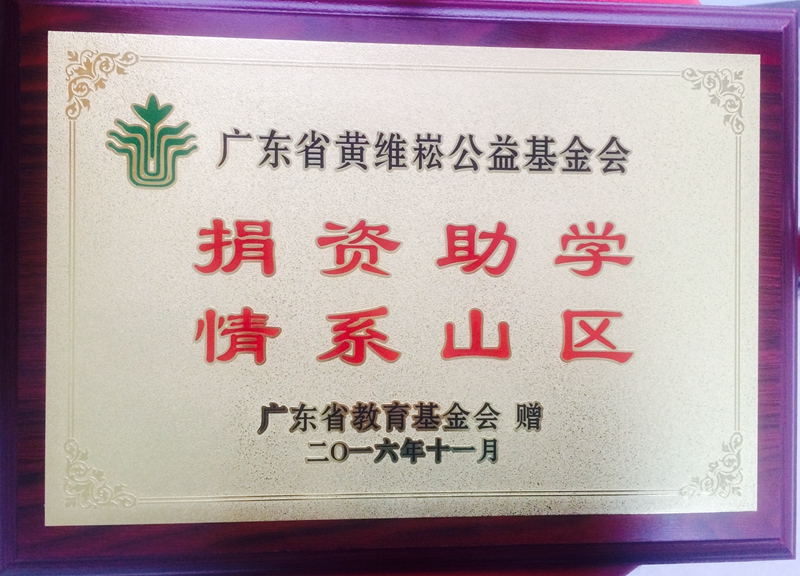 广东省黄维崧公益基金会
捐资助学
情系山区
广东省教育基金会 赠
二〇一六年十一月